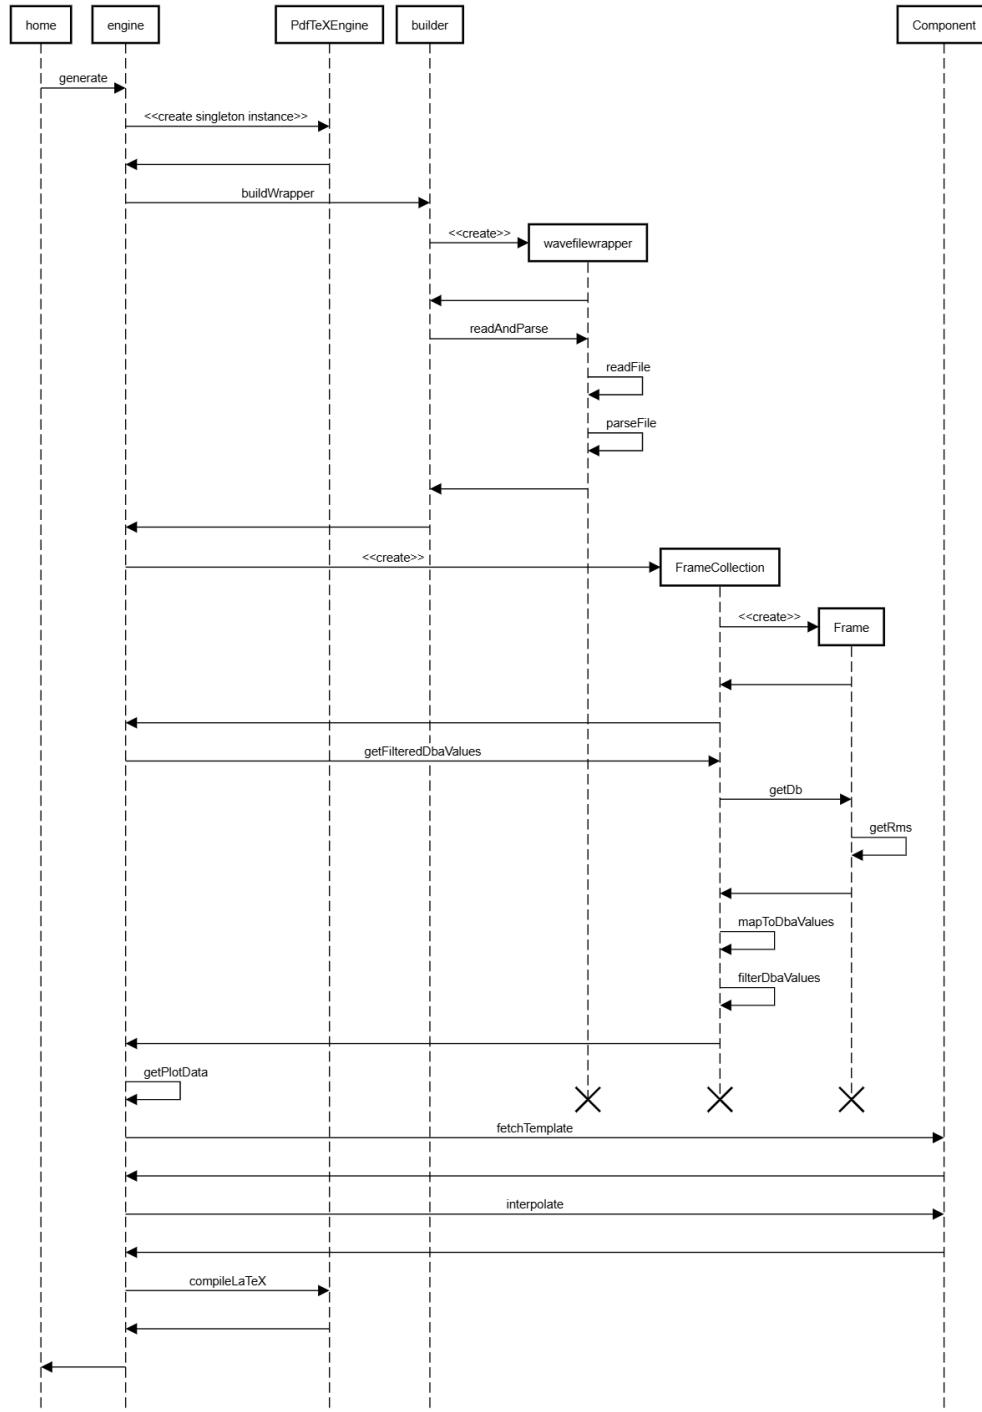 home
engine
PdfTeXEngine
builder
Component
generate
<<create singleton instance>>
buildWrapper
<<create>>
wavefilewrapper
readAndParse
readFile
parseFile
<<create>>
FrameCollection
<<create>>
Frame
getFilteredDbaValues
getDb
getRms
mapToDbaValues
filterDbaValues
getPlotData
fetchTemplate
interpolate
compileLaTeX